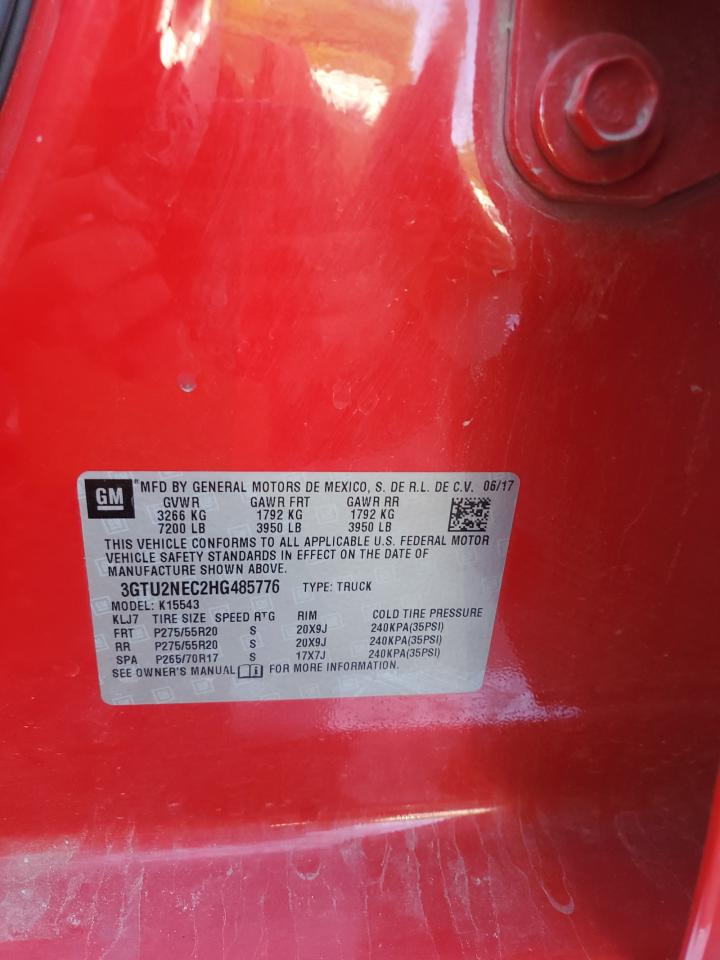 GM ® MFD BY GENERAL MOTORS DE MEXICO, S. DE R.L. DE C.V. 06/17
GVWR GAWR FRT GAWR RR
3266 KG 1792 KG 1792 KG
7200 LB 3950 LB 3950 LB
THIS VEHICLE CONFORMS TO ALL APPLICABLE U.S. FEDERAL MOTOR
VEHICLE SAFETY STANDARDS IN EFFECT ON THE DATE OF
MANUFACTURE SHOWN ABOVE.
3GTU2NEC2HG485776 TYPE: TRUCK
MODEL: K15543
KLJ7 TIRE SIZE SPEED RTG RIM COLD TIRE PRESSURE
FRT P275/55R20 S 20X9J 240KPA(35PSI)
RR P275/55R20 S 20X9J 240KPA(35PSI)
SPA P265/70R17 S 17X7J 240KPA(35PSI)
SEE OWNER'S MANUAL i FOR MORE INFORMATION.